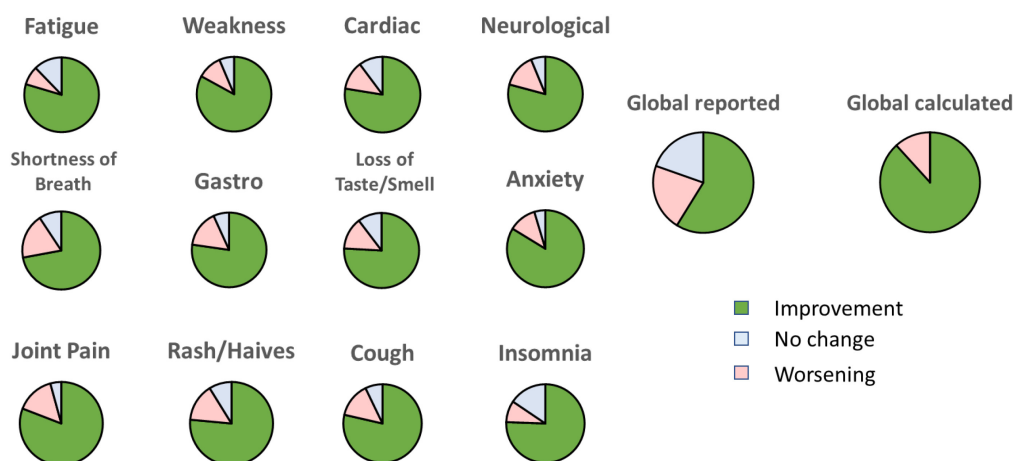 Fatigue
Weakness
Cardiac
Neurological
Global reported
Global calculated
Shortness of
Breath
Gastro
Loss of
Taste/Smell
Anxiety
Improvement
No change
Worsening
Joint Pain
Rash/Haives
Cough
Insomnia